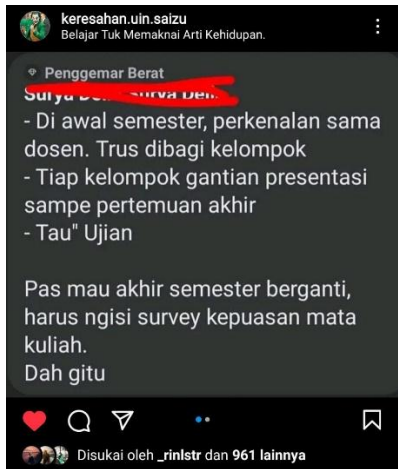 keresahan.uin.saizu
Belajar Tuk Memaknai Arti Kehidupan.
Penggemar Berat
- Di awal semester, perkenalan sama
dosen. Trus dibagi kelompok
- Tiap kelompok gantian presentasi
sampe pertemuan akhir
- Tau" Ujian
Pas mau akhir semester berganti,
harus ngisi survey kepuasan mata
kuliah.
Dah gitu
Disukai oleh _rinlstr dan 961 lainnya